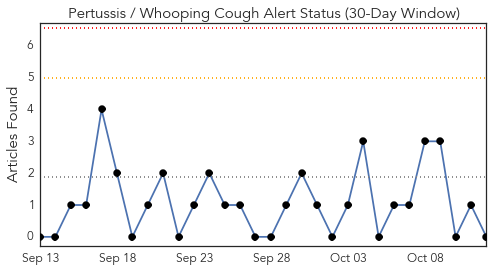 Pertussis / Whooping Cough Alert Status (30-Day Window)
Articles Found
6
5
4
3
2
1
0
Sep 13 Sep 18 Sep 23 Sep 28 Oct 03 Oct 08